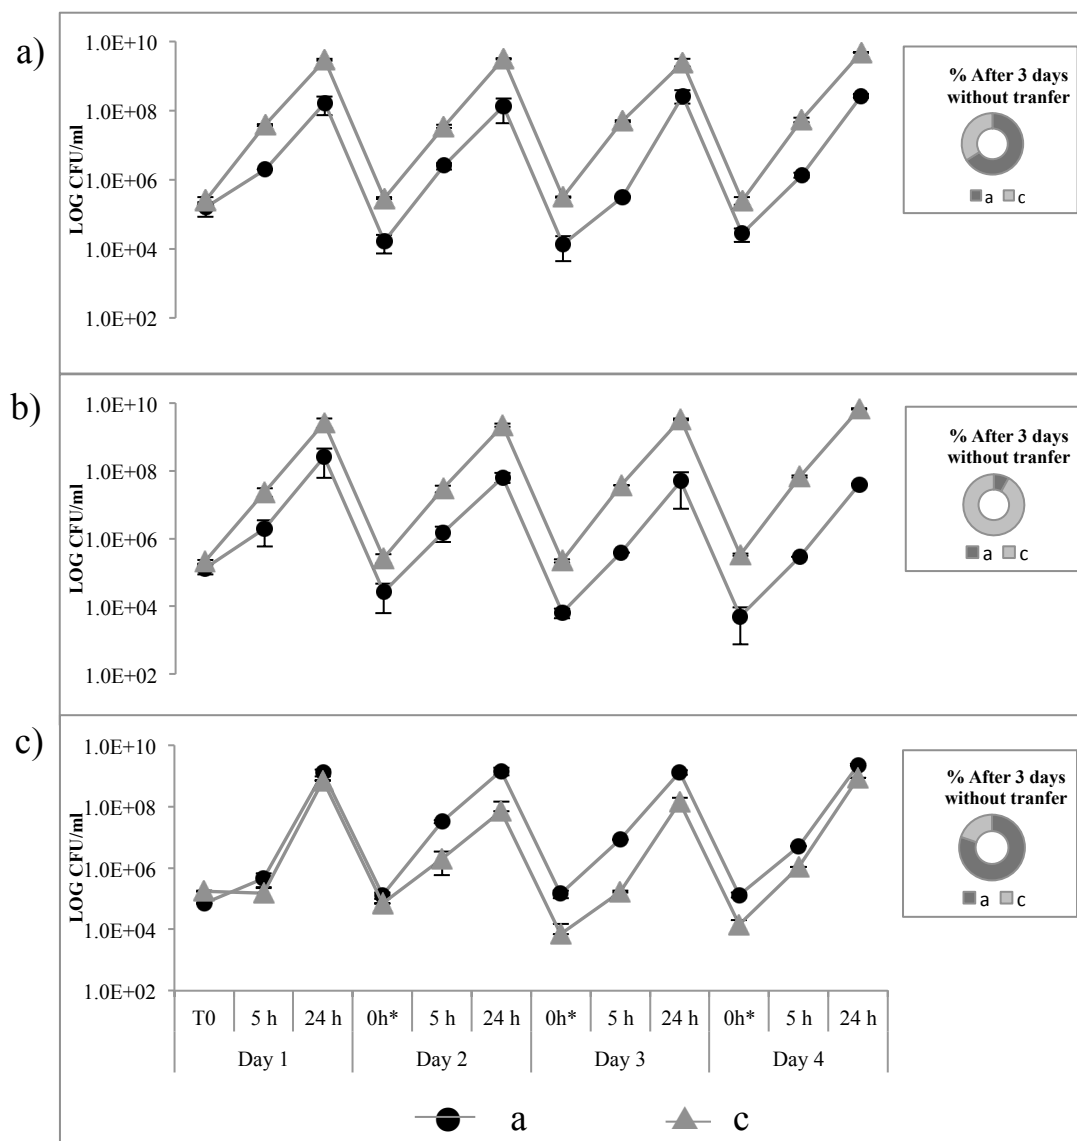 a)
LOG CFU/ml
1.0E+10
1.0E+08
1.0E+06
1.0E+04
1.0E+02
% After 3 days
without tranfer
a c
b)
LOG CFU/ml
1.0E+10
1.0E+08
1.0E+06
1.0E+04
1.0E+02
% After 3 days
without tranfer
a c
c)
LOG CFU/ml
1.0E+10
1.0E+08
1.0E+06
1.0E+04
1.0E+02
% After 3 days
without tranfer
a c
T0 5 h 24 h 0h* 5 h 24 h 0h* 5 h 24 h 0h* 5 h 24 h
Day 1 Day 2 Day 3 Day 4
a c